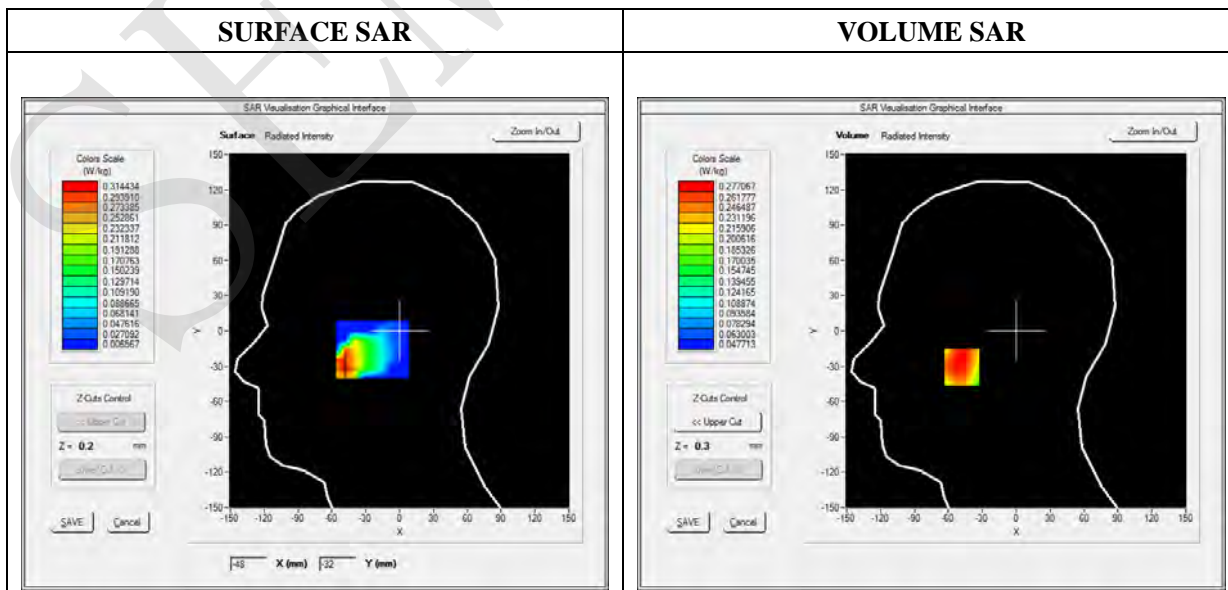 SURFACE SAR
VOLUME SAR
SAR Visualisation Graphical Interface
Surface Radiated Intensity
Zoom In/Out
Colors Scale
(W/kg)
0.314434
0.293910
0.273385
0.252861
0.232337
0.211812
0.191288
0.170763
0.150239
0.129714
0.109190
0.088665
0.068141
0.047616
0.027092
0.006567
150
120
90
60
30
0
-30
-60
-90
-120
-150
Y
-150 -120 -90 -60 -30 0 30 60 90 120 150
X
Z-Cuts Control
<< Upper Cut
Z = 0.2 mm
SAVE
Cancel
-48 X (mm) -32 Y (mm)
SAR Visualisation Graphical Interface
Volume Radiated Intensity
Zoom In/Out
Colors Scale
(W/kg)
0.277067
0.261777
0.246487
0.231196
0.215906
0.200616
0.185326
0.170035
0.154745
0.139455
0.124165
0.108874
0.093584
0.078294
0.063003
0.047713
150
120
90
60
30
0
-30
-60
-90
-120
-150
Y
-150 -120 -90 -60 -30 0 30 60 90 120 150
X
Z-Cuts Control
<< Upper Cut
Z = 0.3 mm
SAVE
Cancel